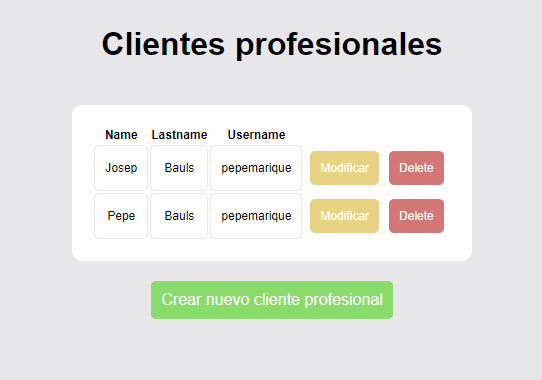 Clientes profesionales
Name Lastname Username
Josep Bauls pepemarique Modificar Delete
Pepe Bauls pepemarique Modificar Delete
Crear nuevo cliente profesional